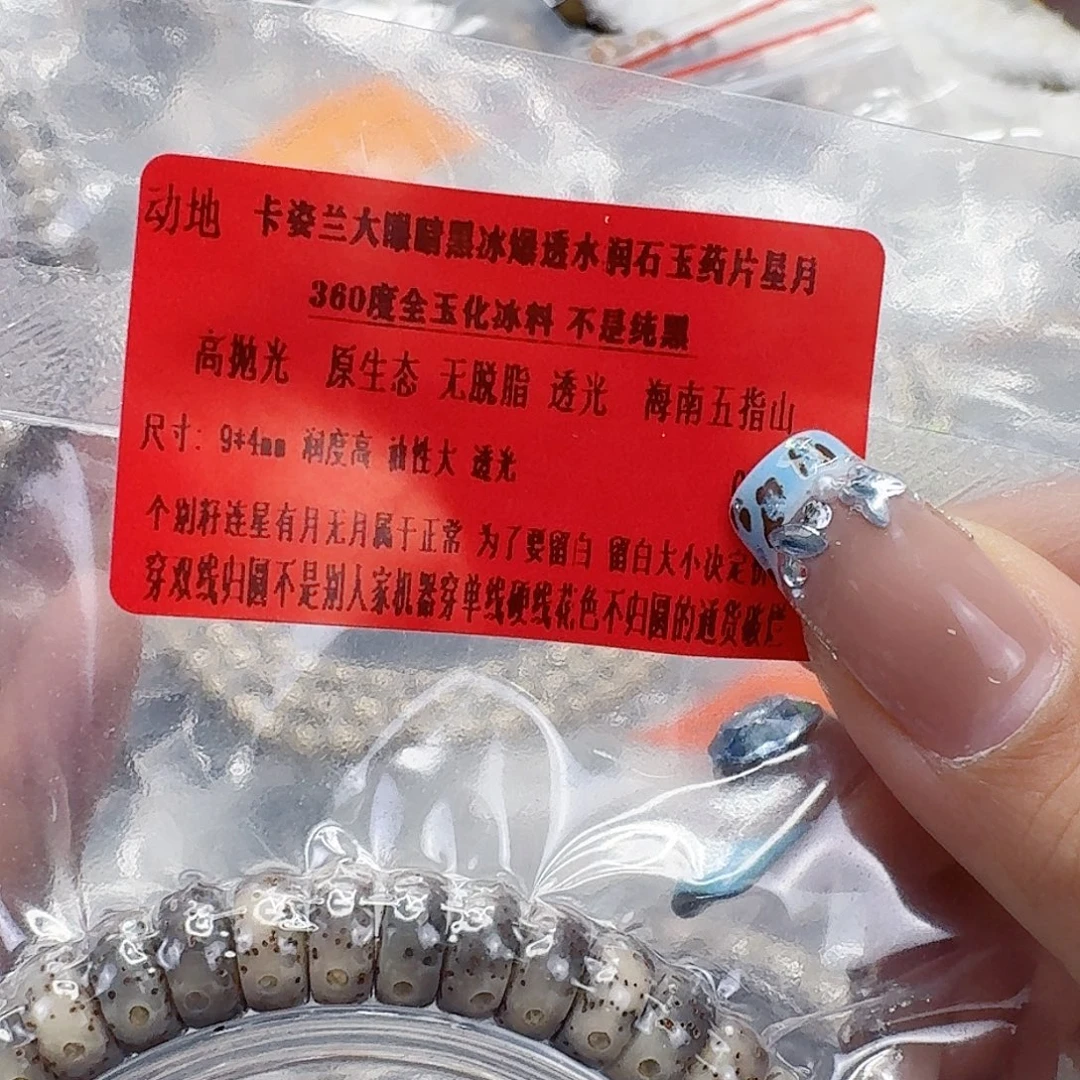 动地 卡姿兰大眼暗黑冰爆透水润石玉药片星月
360度全玉化冰料 不是纯黑
高抛光 原生态 无脱脂 透光 海南五指山
尺寸: 9*4mm 润度高 油性大 透光
个别籽连星有月无月属于正常 为了要留白 留白大小决定
穿双线归圆不是别人家机器穿单线硬线花色不归圆的通货破烂